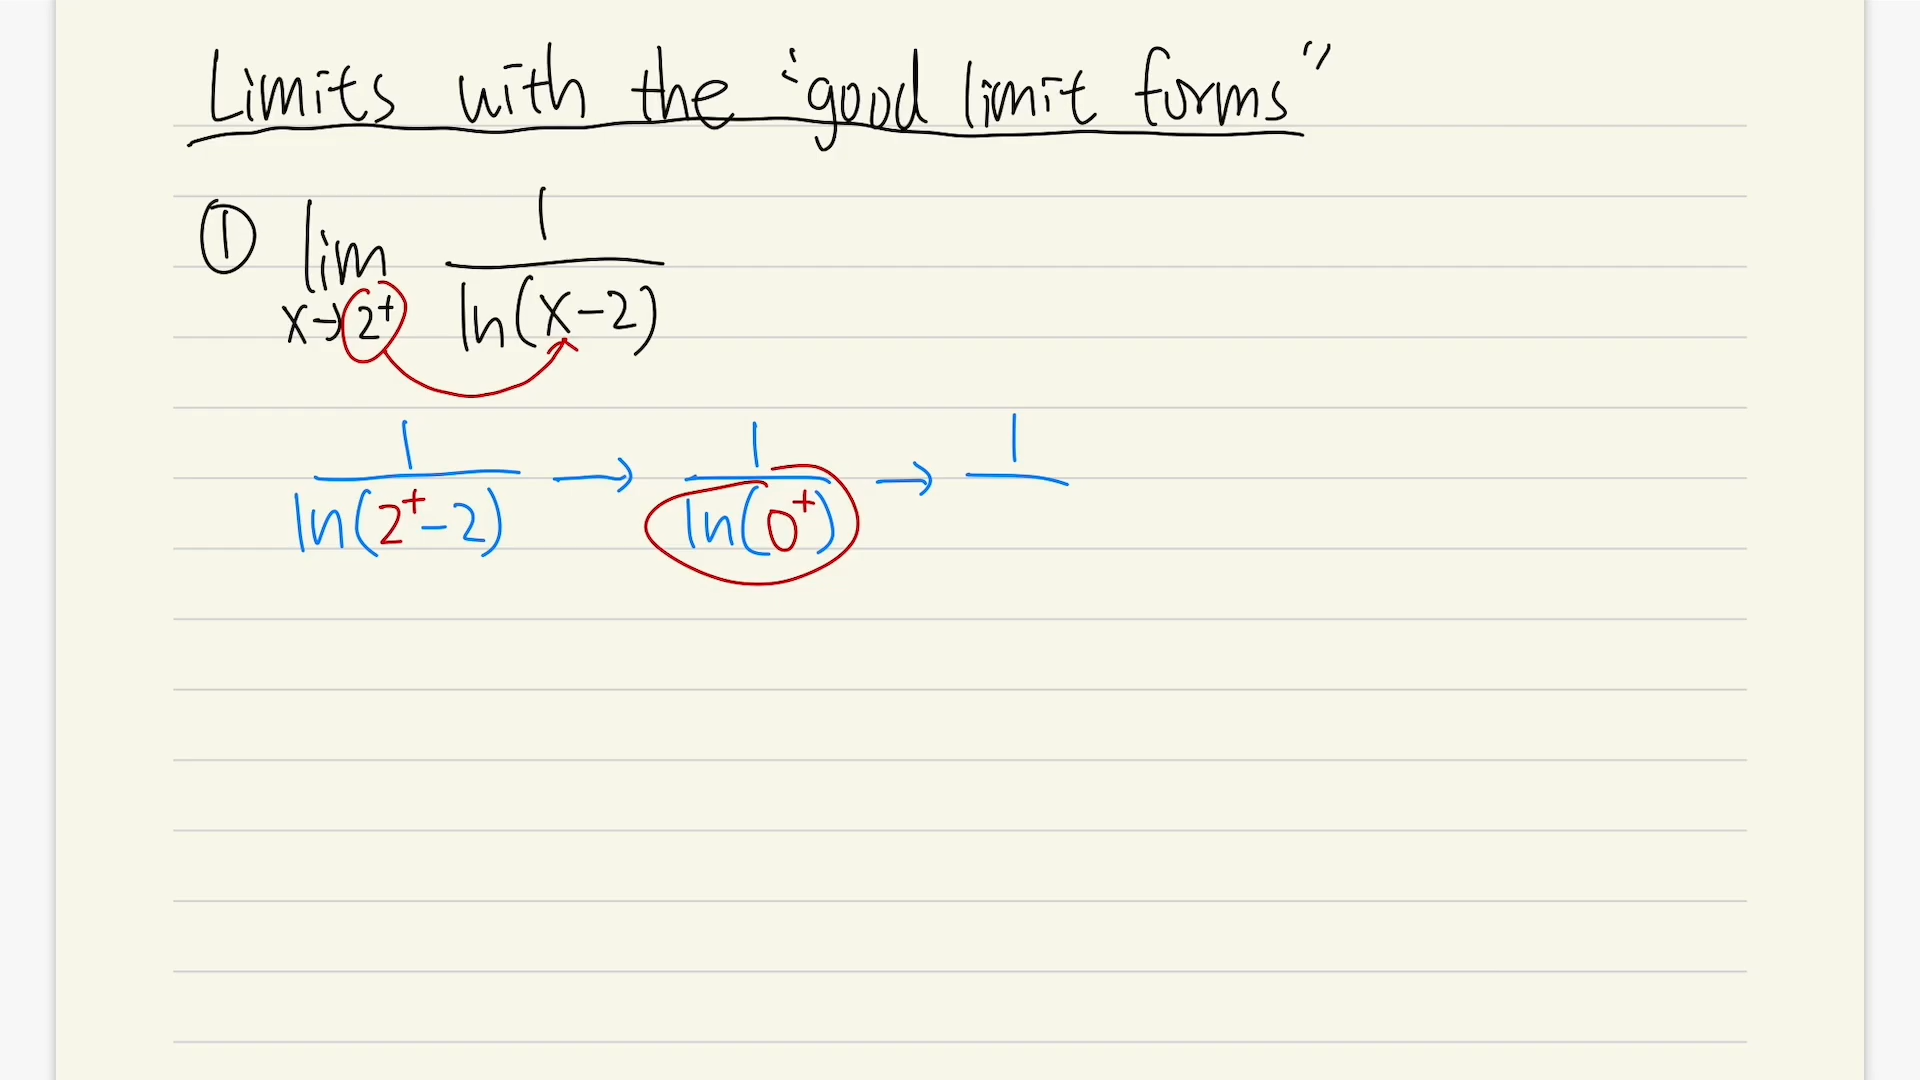 Limits with the "good limit forms"
① lim x→2⁺ 1/ln(x-2)
1/ln(2⁺-2) → 1/ln(0⁺) → 1/